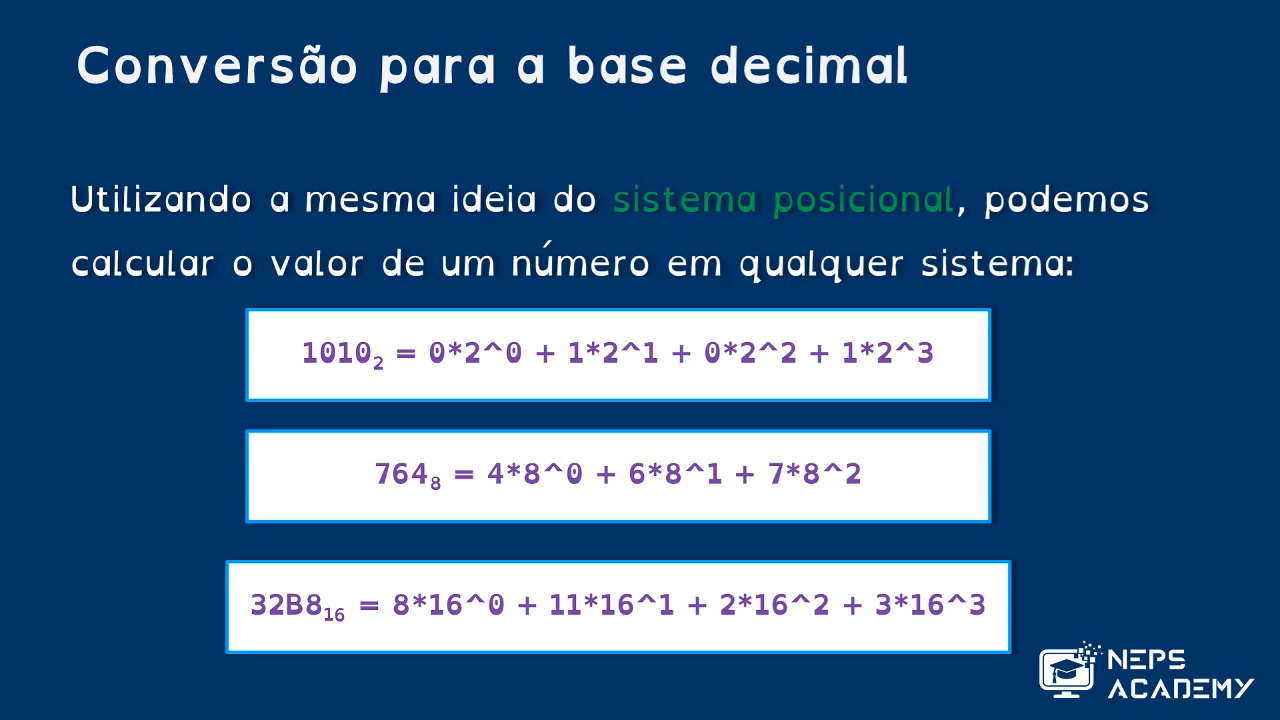 Conversão para a base decimal
Utilizando a mesma ideia do sistema posicional, podemos
calcular o valor de um número em qualquer sistema:
1010₂ = 0*2^0 + 1*2^1 + 0*2^2 + 1*2^3
764₈ = 4*8^0 + 6*8^1 + 7*8^2
32B8₁₆ = 8*16^0 + 11*16^1 + 2*16^2 + 3*16^3
NEPS
ACADEMY